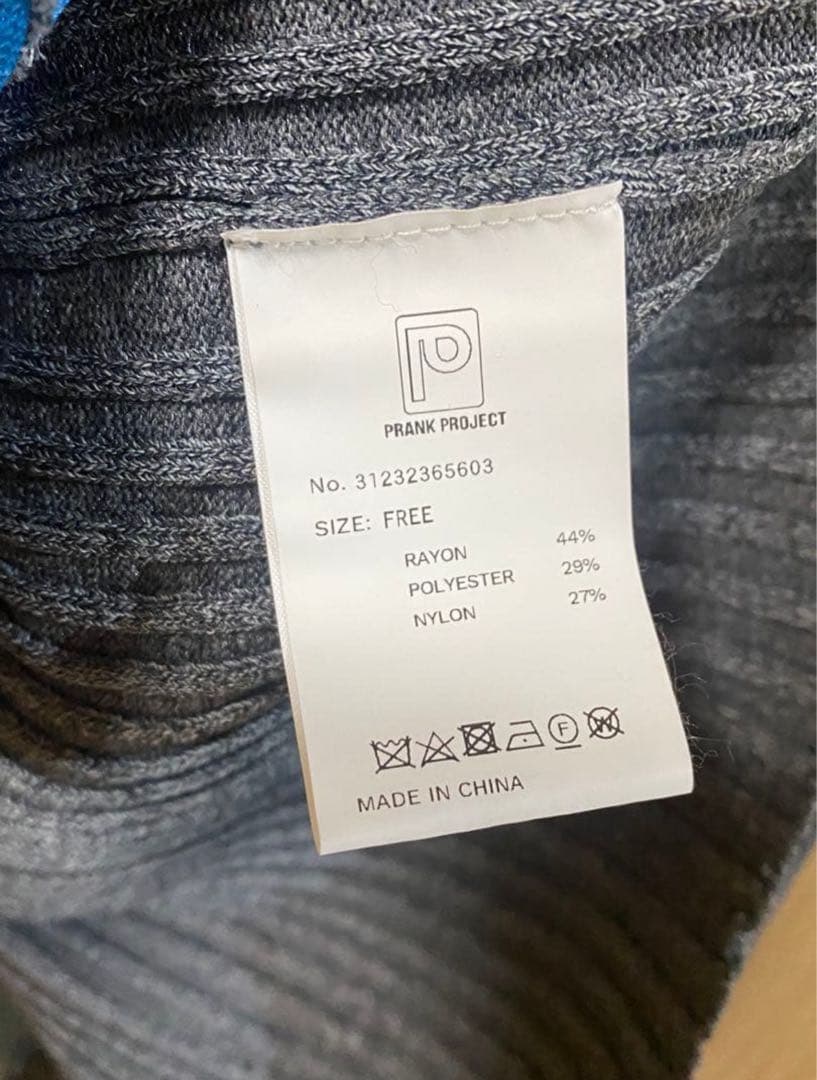 P
PRANK PROJECT
No. 31232365603
SIZE: FREE
RAYON 44%
POLYESTER 29%
NYLON 27%
F W
MADE IN CHINA